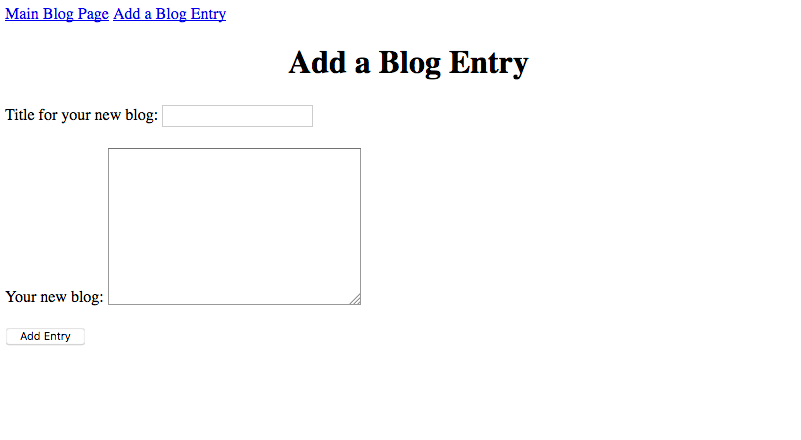 Main Blog Page Add a Blog Entry
Add a Blog Entry
Title for your new blog:
Your new blog:
Add Entry